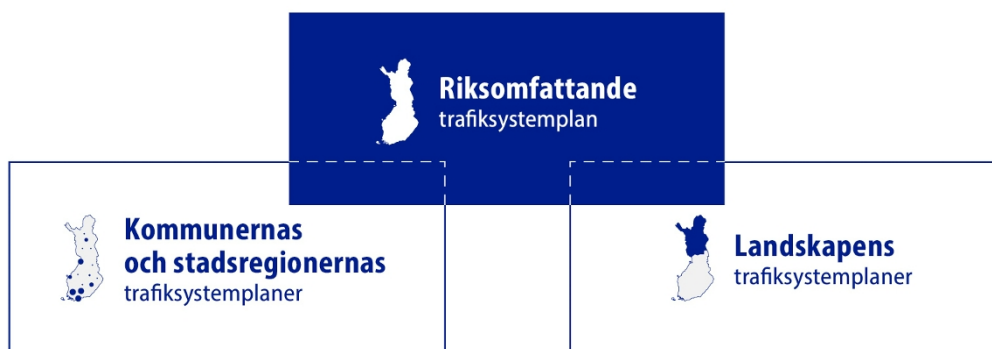 Riksomfattande
trafiksystemplan
Kommunernas
och stadsregionernas
trafiksystemplaner
Landskapens
trafiksystemplaner